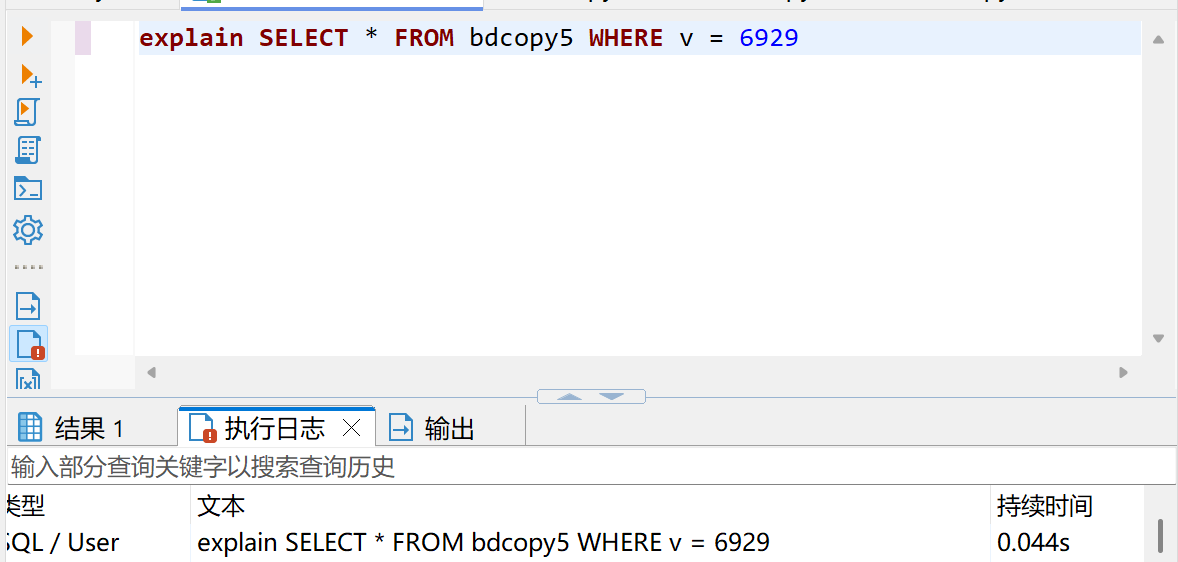 explain SELECT * FROM bdcopy5 WHERE v = 6929
结果 1
执行日志
输出
输入部分查询关键字以搜索查询历史
类型 文本 持续时间
SQL / User explain SELECT * FROM bdcopy5 WHERE v = 6929 0.044s